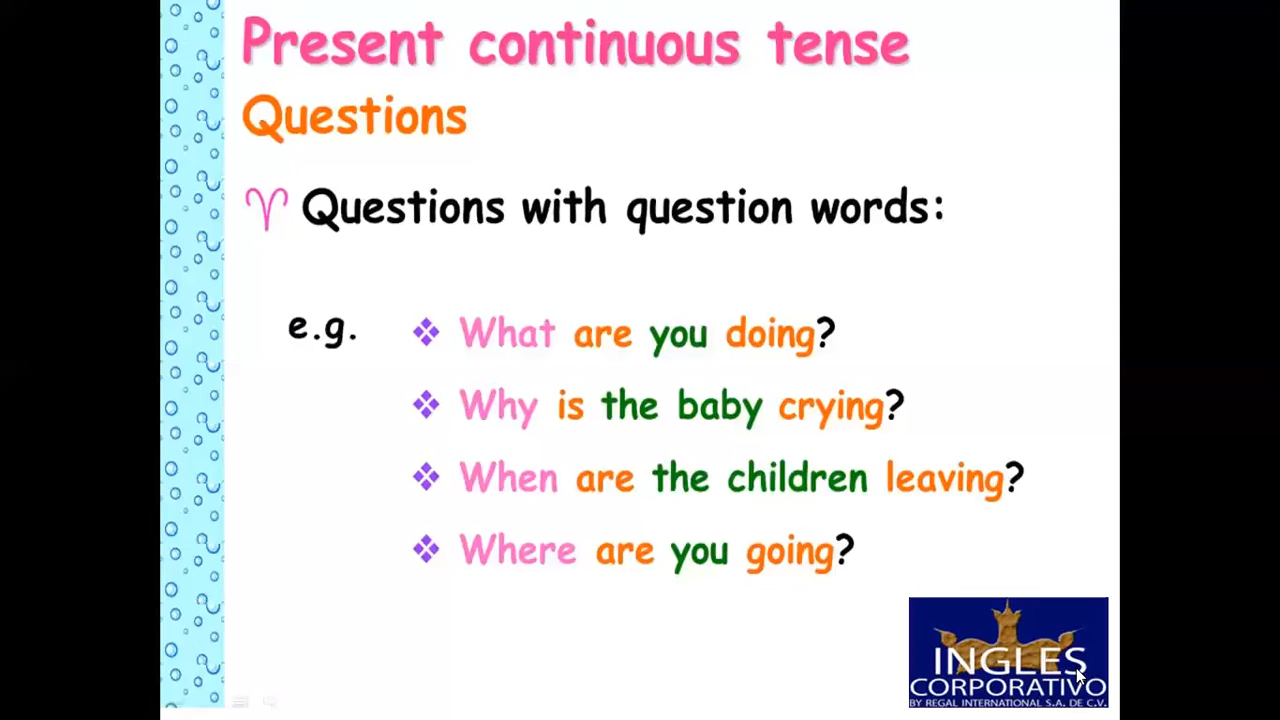 Present continuous tense
Questions
Questions with question words:
e.g.
What are you doing?
Why is the baby crying?
When are the children leaving?
Where are you going?
INGLES
CORPORATIVO
BY REGAL INTERNATIONAL S.A. DE C.V.